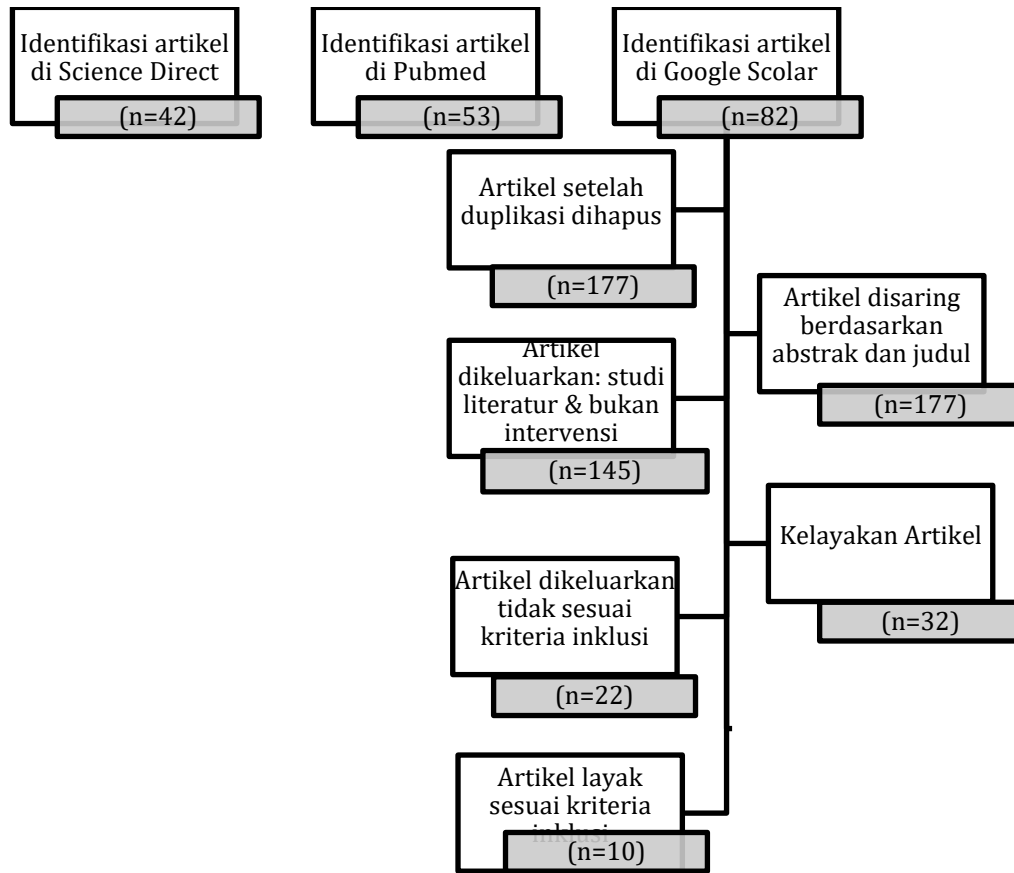 Identifikasi artikel
di Science Direct
(n=42)
Identifikasi artikel
di Pubmed
(n=53)
Identifikasi artikel
di Google Scolar
(n=82)
Artikel setelah
duplikasi dihapus
(n=177)
Artikel disaring
berdasarkan
abstrak dan judul
(n=177)
Artikel
dikeluarkan: studi
literatur & bukan
intervensi
(n=145)
Kelayakan Artikel
(n=32)
Artikel dikeluarkan
tidak sesuai
kriteria inklusi
(n=22)
Artikel layak
sesuai kriteria
inklusi
(n=10)